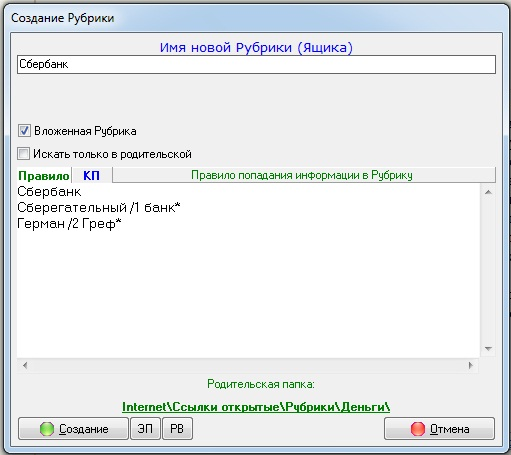 Создание Рубрики
Имя новой Рубрики (Ящика)
Сбербанк
Вложенная Рубрика
Искать только в родительской
Правило КП Правило попадания информации в Рубрику
Сбербанк
Сберегательный /1 банк*
Герман /2 Греф*
Родительская папка:
Internet\Ссылки открытые\Рубрики\Деньги\
Создание ЭП РВ Отмена